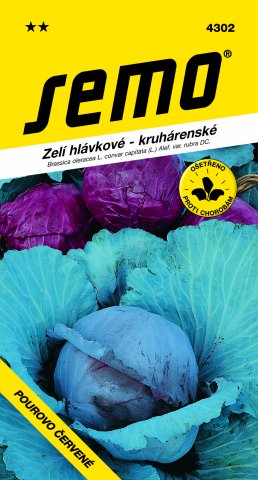 ★★ 4302
semo®
Zelí hlávkové - kruhárenské
Brassica oleracea L. convar capitata (L.) Alef. var. rubra DC.
OŠETŘENO
PROTI CHOROBÁM
POUROVO ČERVENÉ